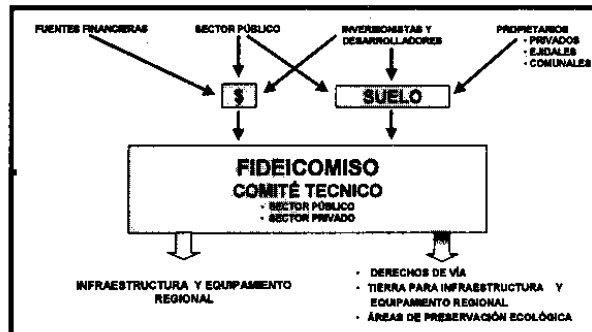 FUENTES FINANCIERAS
SECTOR PÚBLICO
INVERSIONISTAS Y
DESARROLLADORES
PROPIETARIOS
• PRIVADOS
• EJIDALES
• COMUNALES
$
SUELO
FIDEICOMISO
COMITÉ TECNICO
• SECTOR PÚBLICO
• SECTOR PRIVADO
INFRAESTRUCTURA Y EQUIPAMIENTO
REGIONAL
• DERECHOS DE VÍA
• TIERRA PARA INFRAESTRUCTURA Y
EQUIPAMIENTO REGIONAL
• ÁREAS DE PRESERVACIÓN ECOLÓGICA